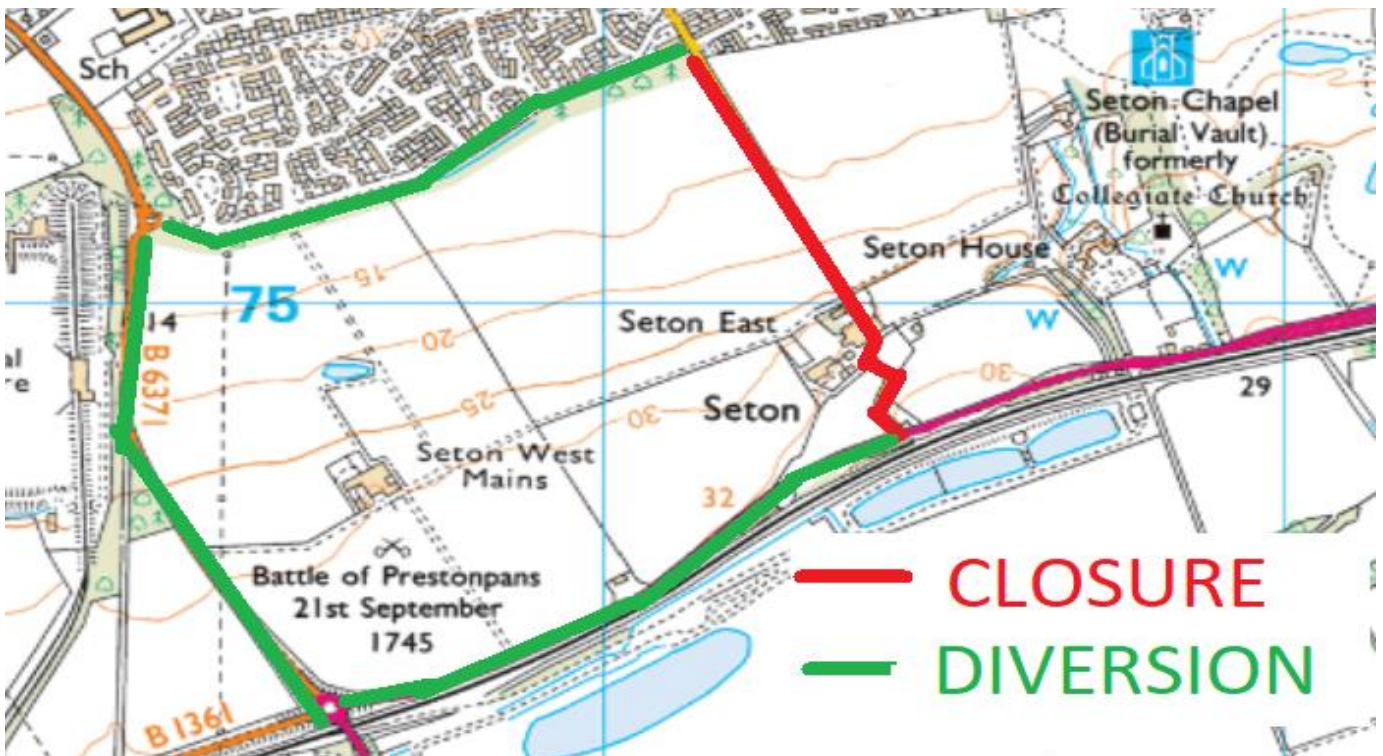 10
Sch
Seton Chapel
(Burial Vault)
formerly
Collegiate Church
Seton House
W
15
75
14
Seton East
W
20
B 6371
30
29
25
30
Seton
Seton West
Mains
32
Battle of Prestonpans
21st September
1745
CLOSURE
DIVERSION
B 1361